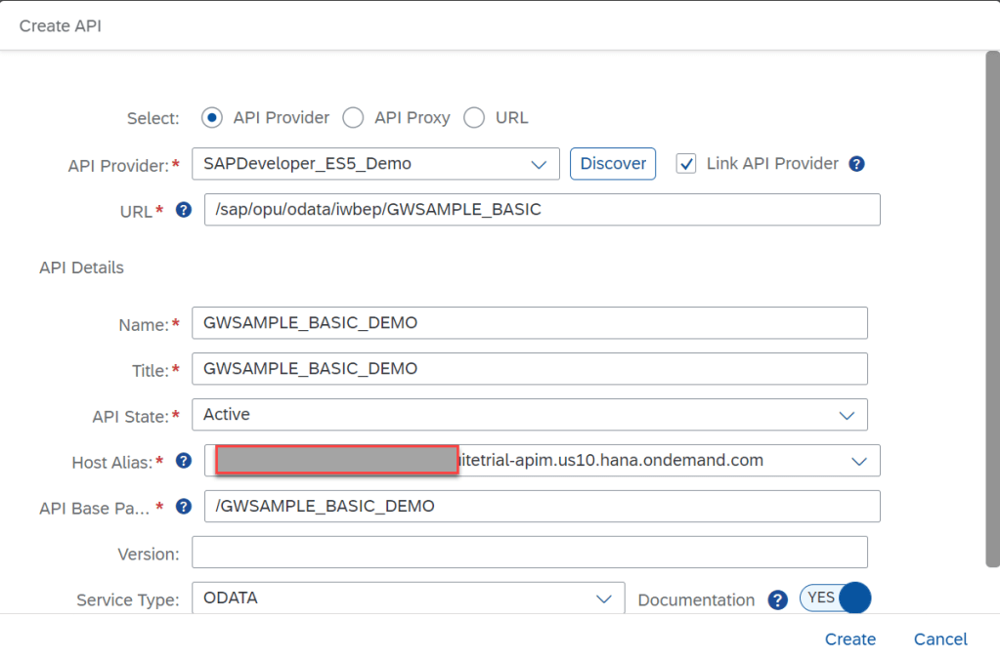 Create API
Select: API Provider API Proxy URL
API Provider:* SAPDeveloper_ES5_Demo Discover Link API Provider ?
URL* ? /sap/opu/odata/iwbep/GWSAMPLE_BASIC
API Details
Name:* GWSAMPLE_BASIC_DEMO
Title:* GWSAMPLE_BASIC_DEMO
API State:* Active
Host Alias:* ? itetrial-apim.us10.hana.ondemand.com
API Base Pa... * ? /GWSAMPLE_BASIC_DEMO
Version:
Service Type: ODATA Documentation ? YES
Create Cancel